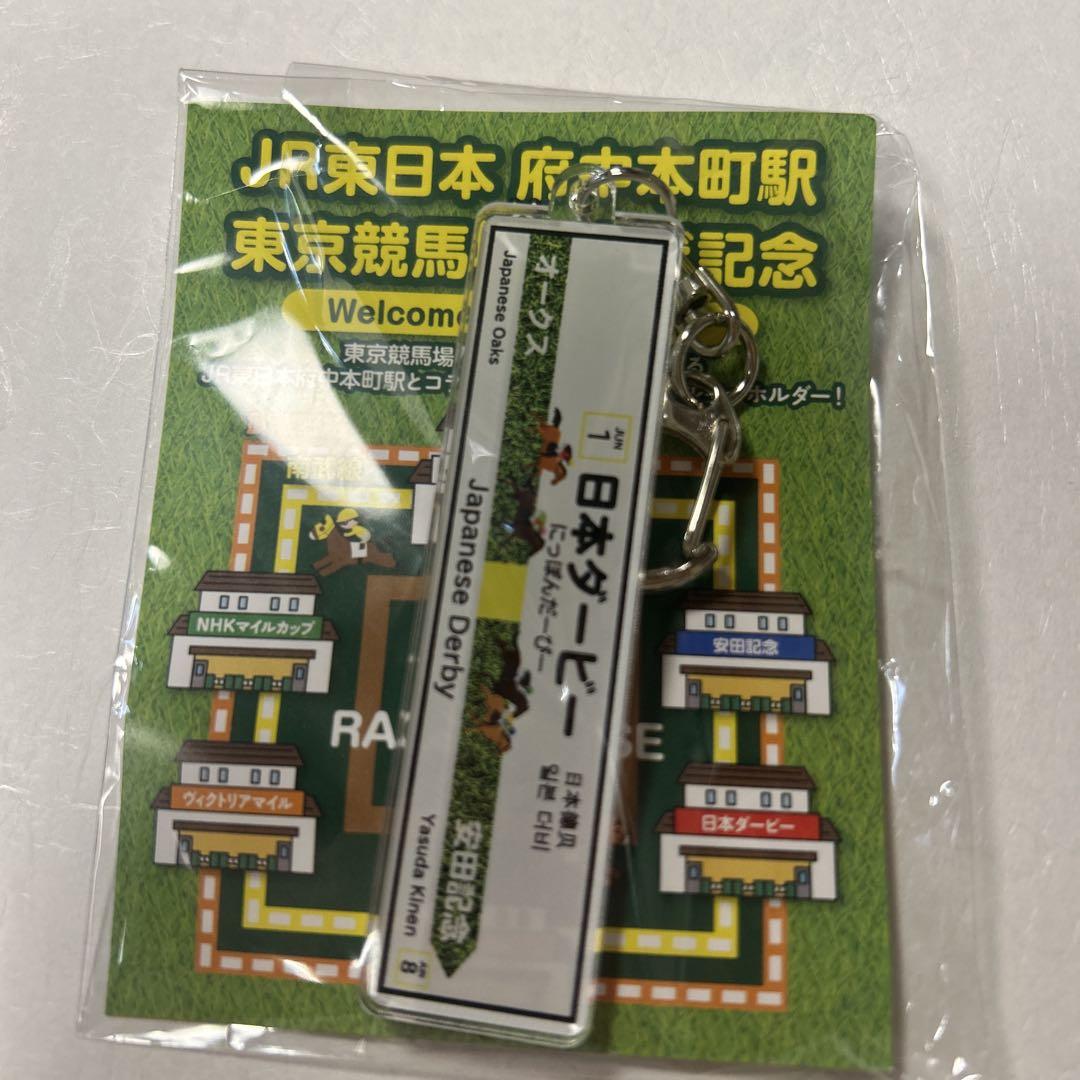 JR東日本 府中本町駅
東京競馬 記念
Welcome
東京競馬場
JR東日本府中本町駅とコラ ホルダー!
南武線
NHKマイルカップ
ヴィクトリアマイル
安田記念
日本ダービー
RA SE
オークス
Japanese Oaks
JUN
1
日本ダービー
にっぽんだーびー
日本德比
일본 더비
Japanese Derby
安田記念
Yasuda Kinen
JUN
8